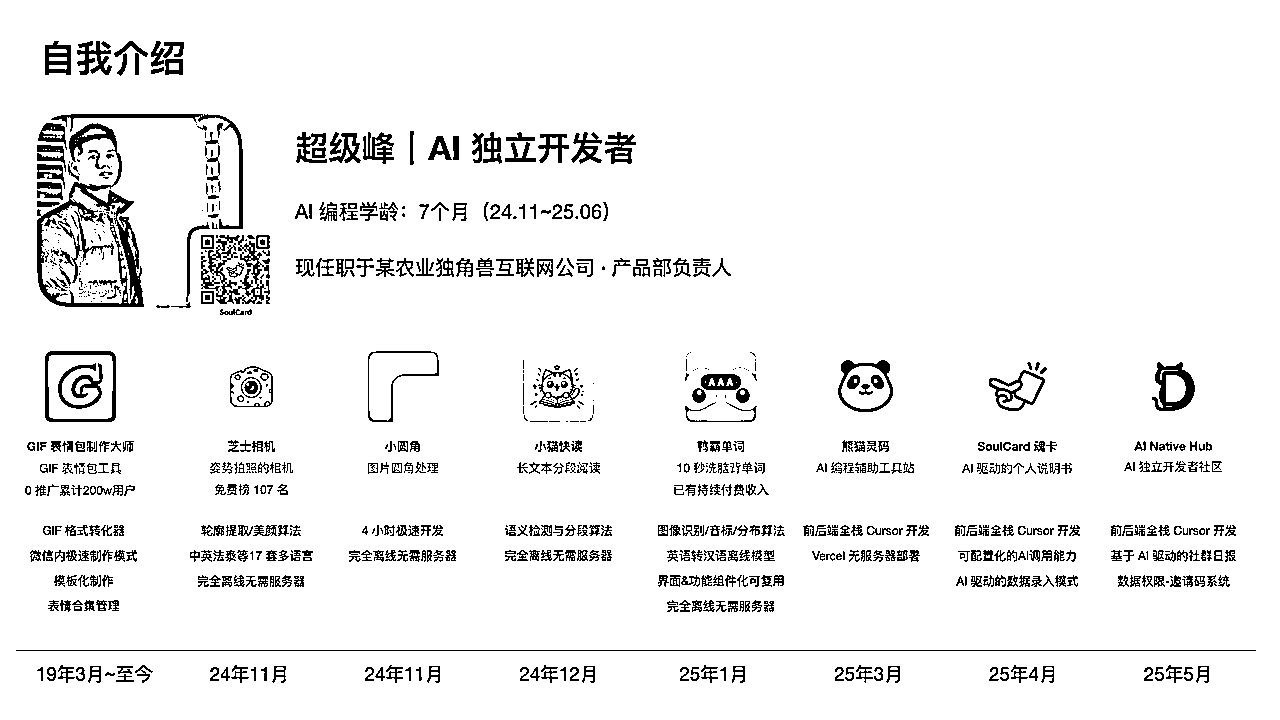 自我介绍
超级峰｜AI 独立开发者
AI 编程学龄：7个月（24.11~25.06）
现任职于某农业独角兽互联网公司 · 产品部负责人
SoulCard
GIF 表情包制作大师
GIF 表情包工具
0 推广累计200w用户
GIF 格式转化器
微信内极速制作模式
模板化制作
表情合集管理
19年3月~至今
芝士相机
姿势拍照的相机
免费榜 107 名
轮廓提取/美颜算法
中英法泰等17 套多语言
完全离线无需服务器
24年11月
小圆角
图片圆角处理
4 小时极速开发
完全离线无需服务器
24年11月
小猫快读
长文本分段阅读
语义检测与分段算法
完全离线无需服务器
24年12月
AAA
鸭霸单词
10 秒洗脑背单词
已有持续付费收入
图像识别/音标/分布算法
英语转汉语离线模型
界面&功能组件化可复用
完全离线无需服务器
25年1月
熊猫灵码
AI 编程辅助工具站
前后端全栈 Cursor 开发
Vercel 无服务器部署
25年3月
SoulCard 魂卡
AI 驱动的个人说明书
前后端全栈 Cursor 开发
可配置化的AI调用能力
AI 驱动的数据录入模式
25年4月
AI Native Hub
AI 独立开发者社区
前后端全栈 Cursor 开发
基于 AI 驱动的社群日报
数据权限-邀请码系统
25年5月